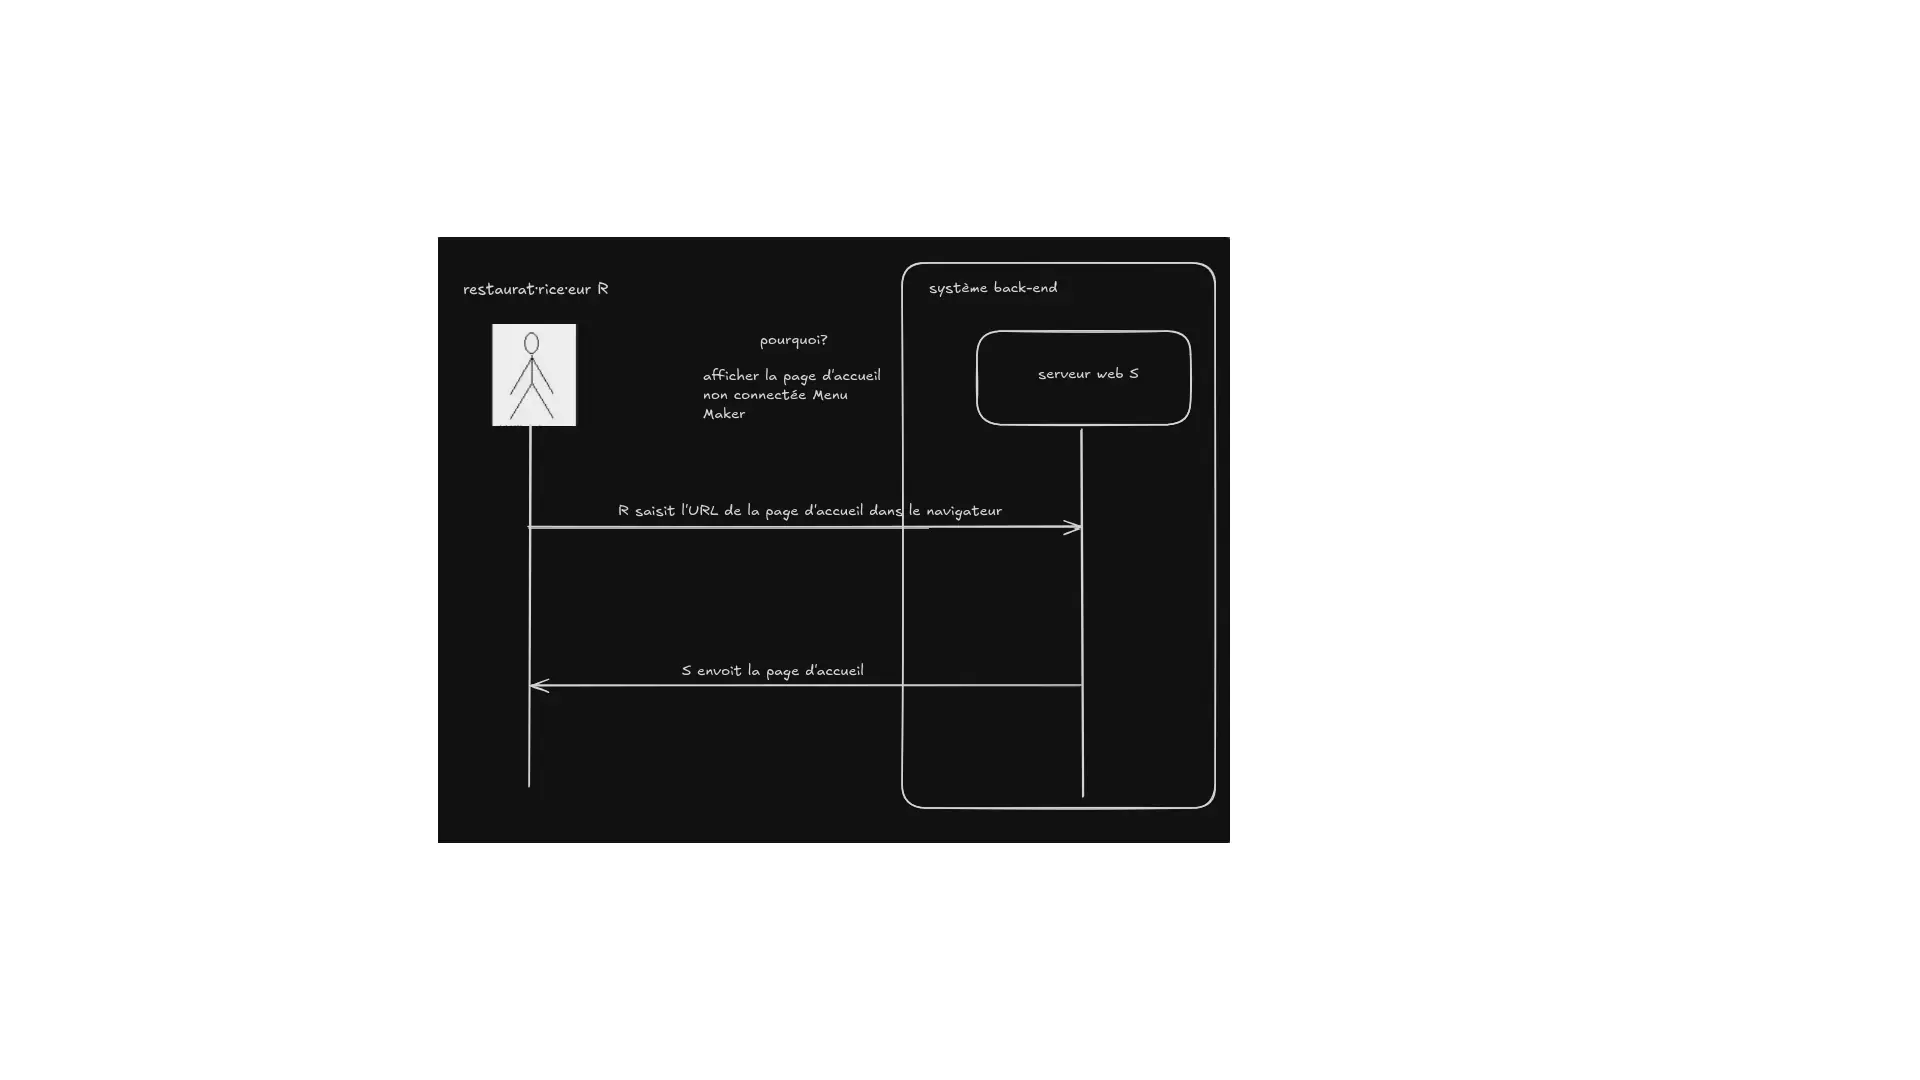 restaurat·rice·eur R
système back-end
pourquoi?
afficher la page d'accueil
non connectée Menu
Maker
serveur web S
R saisit l'URL de la page d'accueil dans le navigateur
S envoit la page d'accueil